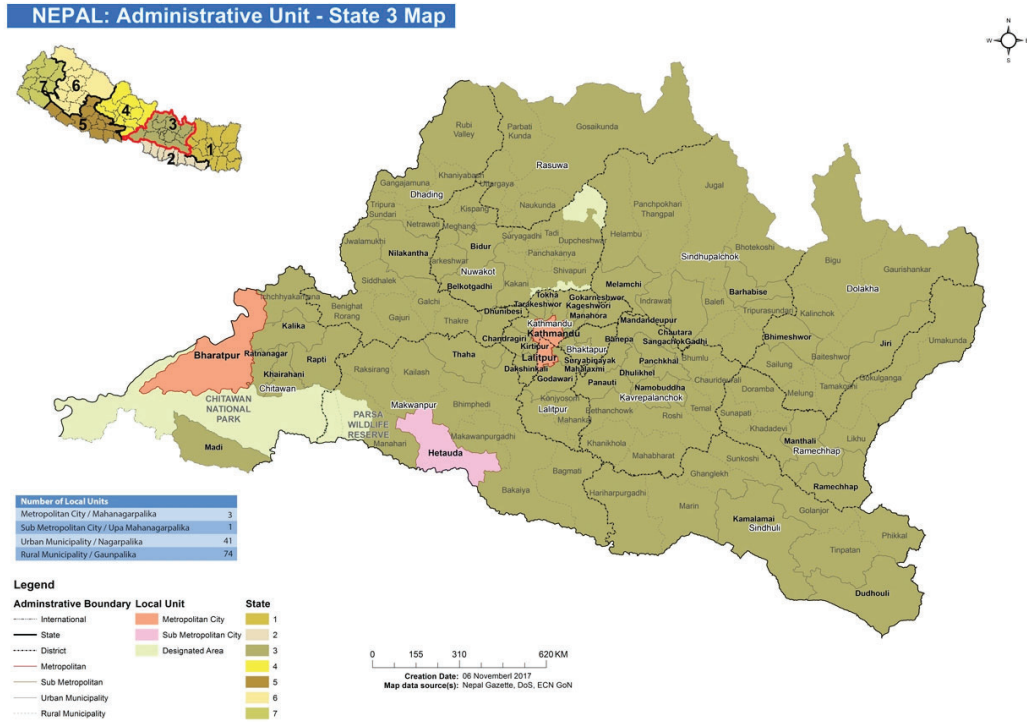 NEPAL: Administrative Unit - State 3 Map
N
W
E
S
7
6
4
5
3
2
1
Rubi
Valley
Parbati
Kunda
Gosaikunda
Rasuwa
Khaniyabash
Uttargaya
Gangajamuna
Dhading
Jugal
Tripura
Sundari
Kispang
Naukunda
Panchpokhari
Thangpal
Netrawati
Meghang
Suryagadhi
Tadi
Dupcheshwar
Helambu
Jwalamukhi
Bidur
Panchakanya
Bhotekoshi
Nilakantha
Tarkeshwar
Sindhupalchok
Bigu
Gaurishankar
Nuwakot
Shivapuri
Siddhalek
Belkotgadhi
Kakani
Melamchi
Barhabise
Dolakha
Ichchhyakamana
Benighat
Rorang
Galchi
Tokha
Gokarneshwor
Indrawati
Balefi
Tripurasundari
Kalinchok
Tarakeshwor
Kageshwori
Gajuri
Dhunibesi
Manahora
Thakre
Kathmandu
Mandandeupur
Kalika
Kathmandu
Chautara
SangachokGadhi
Bhimeshwor
Umakunda
Chandragiri
Kirtipur
Banepa
Jiri
Bharatpur
Ratnanagar
Thaha
Lalitpur
Bhaktapur
Panchkhal
Bhumlu
Sailung
Baiteshwor
Rapti
Suryabigayak
Raksirang
Kailash
Dakshinkali
Mahalaxmi
Dhulikhel
Khairahani
Godawari
Chaurideurali
Tamakoshi
Gokulganga
Chitawan
Panauti
Namobuddha
Doramba
Melung
CHITAWAN
NATIONAL
PARK
Makwanpur
Konjyosom
Kavrepalanchok
PARSA
WILDLIFE
RESERVE
Bhimphedi
Lalitpur
Bethanchowk
Roshi
Temal
Sunapati
Mahankal
Khadadevi
Likhu
Madi
Manahari
Makawanpurgadhi
Khanikhola
Manthali
Hetauda
Mahabharat
Sunkoshi
Ramechhap
Bagmati
Ghanglekh
Bakaiya
Hariharpurgadhi
Ramechhap
Marin
Golanjor
Kamalamai
Sindhuli
Phikkal
Tinpatan
Dudhouli
Number of Local Units
Metropolitan City / Mahanagarpalika 3
Sub Metropolitan City / Upa Mahanagarpalika 1
Urban Municipality / Nagarpalika 41
Rural Municipality / Gaunpalika 74
Legend
Adminstrative Boundary Local Unit State
International Metropolitan City 1
State Sub Metropolitan City 2
District Designated Area 3
Metropolitan 4
Sub Metropolitan 5
Urban Municipality 6
Rural Municipality 7
0 155 310 620 KM
Creation Date: 06 Novemberl 2017
Map data source(s): Nepal Gazette, DoS, ECN GoN